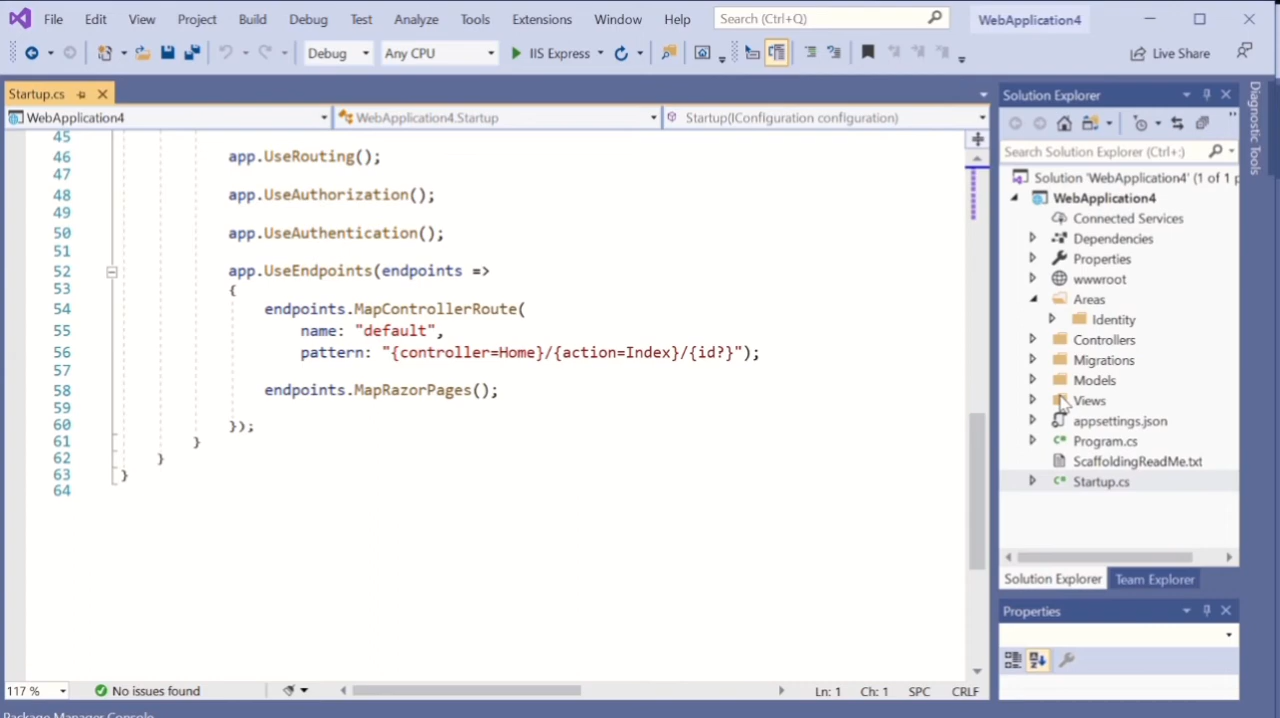 File Edit View Project Build Debug Test Analyze Tools Extensions Window Help Search (Ctrl+Q) WebApplication4
Debug Any CPU IIS Express Live Share
Startup.cs
WebApplication4 WebApplication4.Startup Startup(IConfiguration configuration)
45
46 app.UseRouting();
47
48 app.UseAuthorization();
49
50 app.UseAuthentication();
51
52 app.UseEndpoints(endpoints =>
53 {
54 endpoints.MapControllerRoute(
55 name: "default",
56 pattern: "{controller=Home}/{action=Index}/{id?}");
57
58 endpoints.MapRazorPages();
59
60 });
61 }
62 }
63 }
64
117 % No issues found Ln: 1 Ch: 1 SPC CRLF
Package Manager Console
Solution Explorer
Search Solution Explorer (Ctrl+;)
Solution 'WebApplication4' (1 of 1 p
WebApplication4
Connected Services
Dependencies
Properties
wwwroot
Areas
Identity
Controllers
Migrations
Models
Views
appsettings.json
Program.cs
ScaffoldingReadMe.txt
Startup.cs
Solution Explorer Team Explorer
Properties
Diagnostic Tools